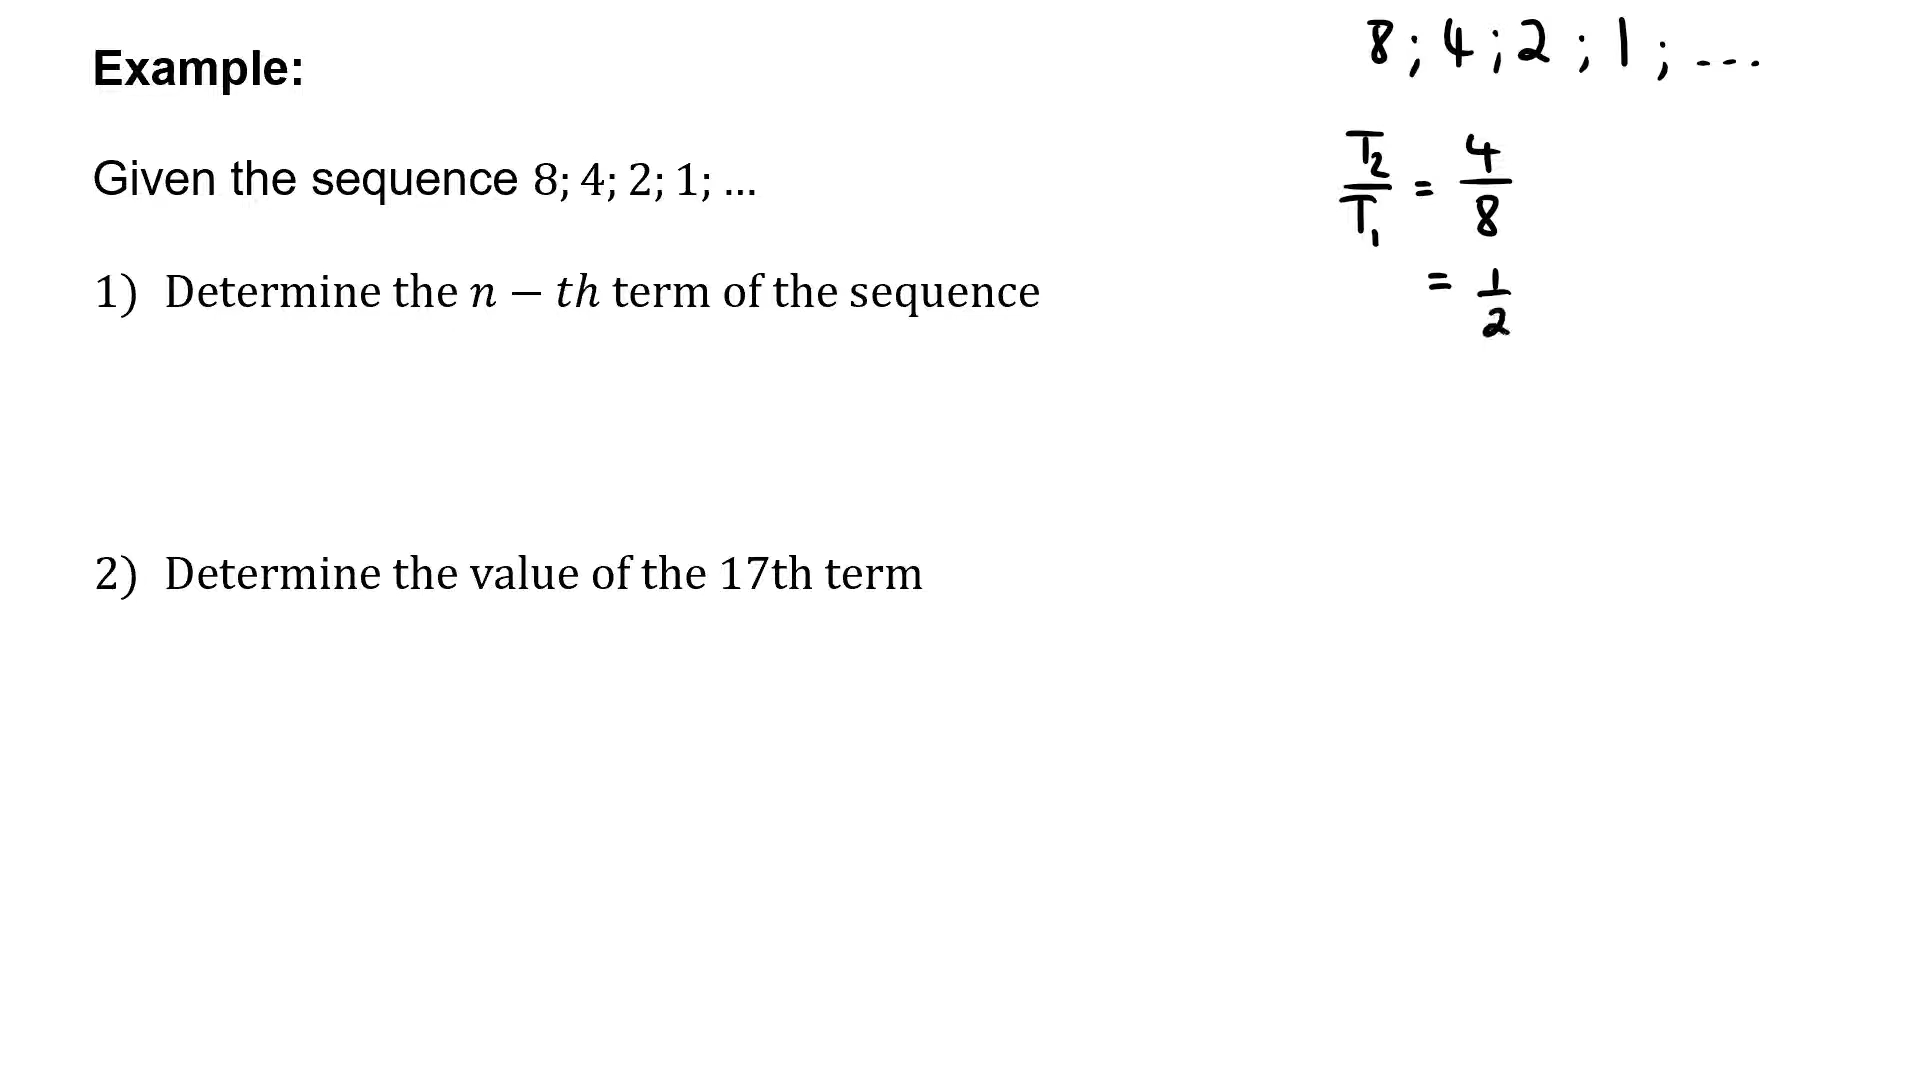 Example:
Given the sequence 8; 4; 2; 1; ...
1) Determine the n − th term of the sequence
2) Determine the value of the 17th term
8 ; 4 ; 2 ; 1 ; ...
T₂/T₁ = 4/8
= 1/2